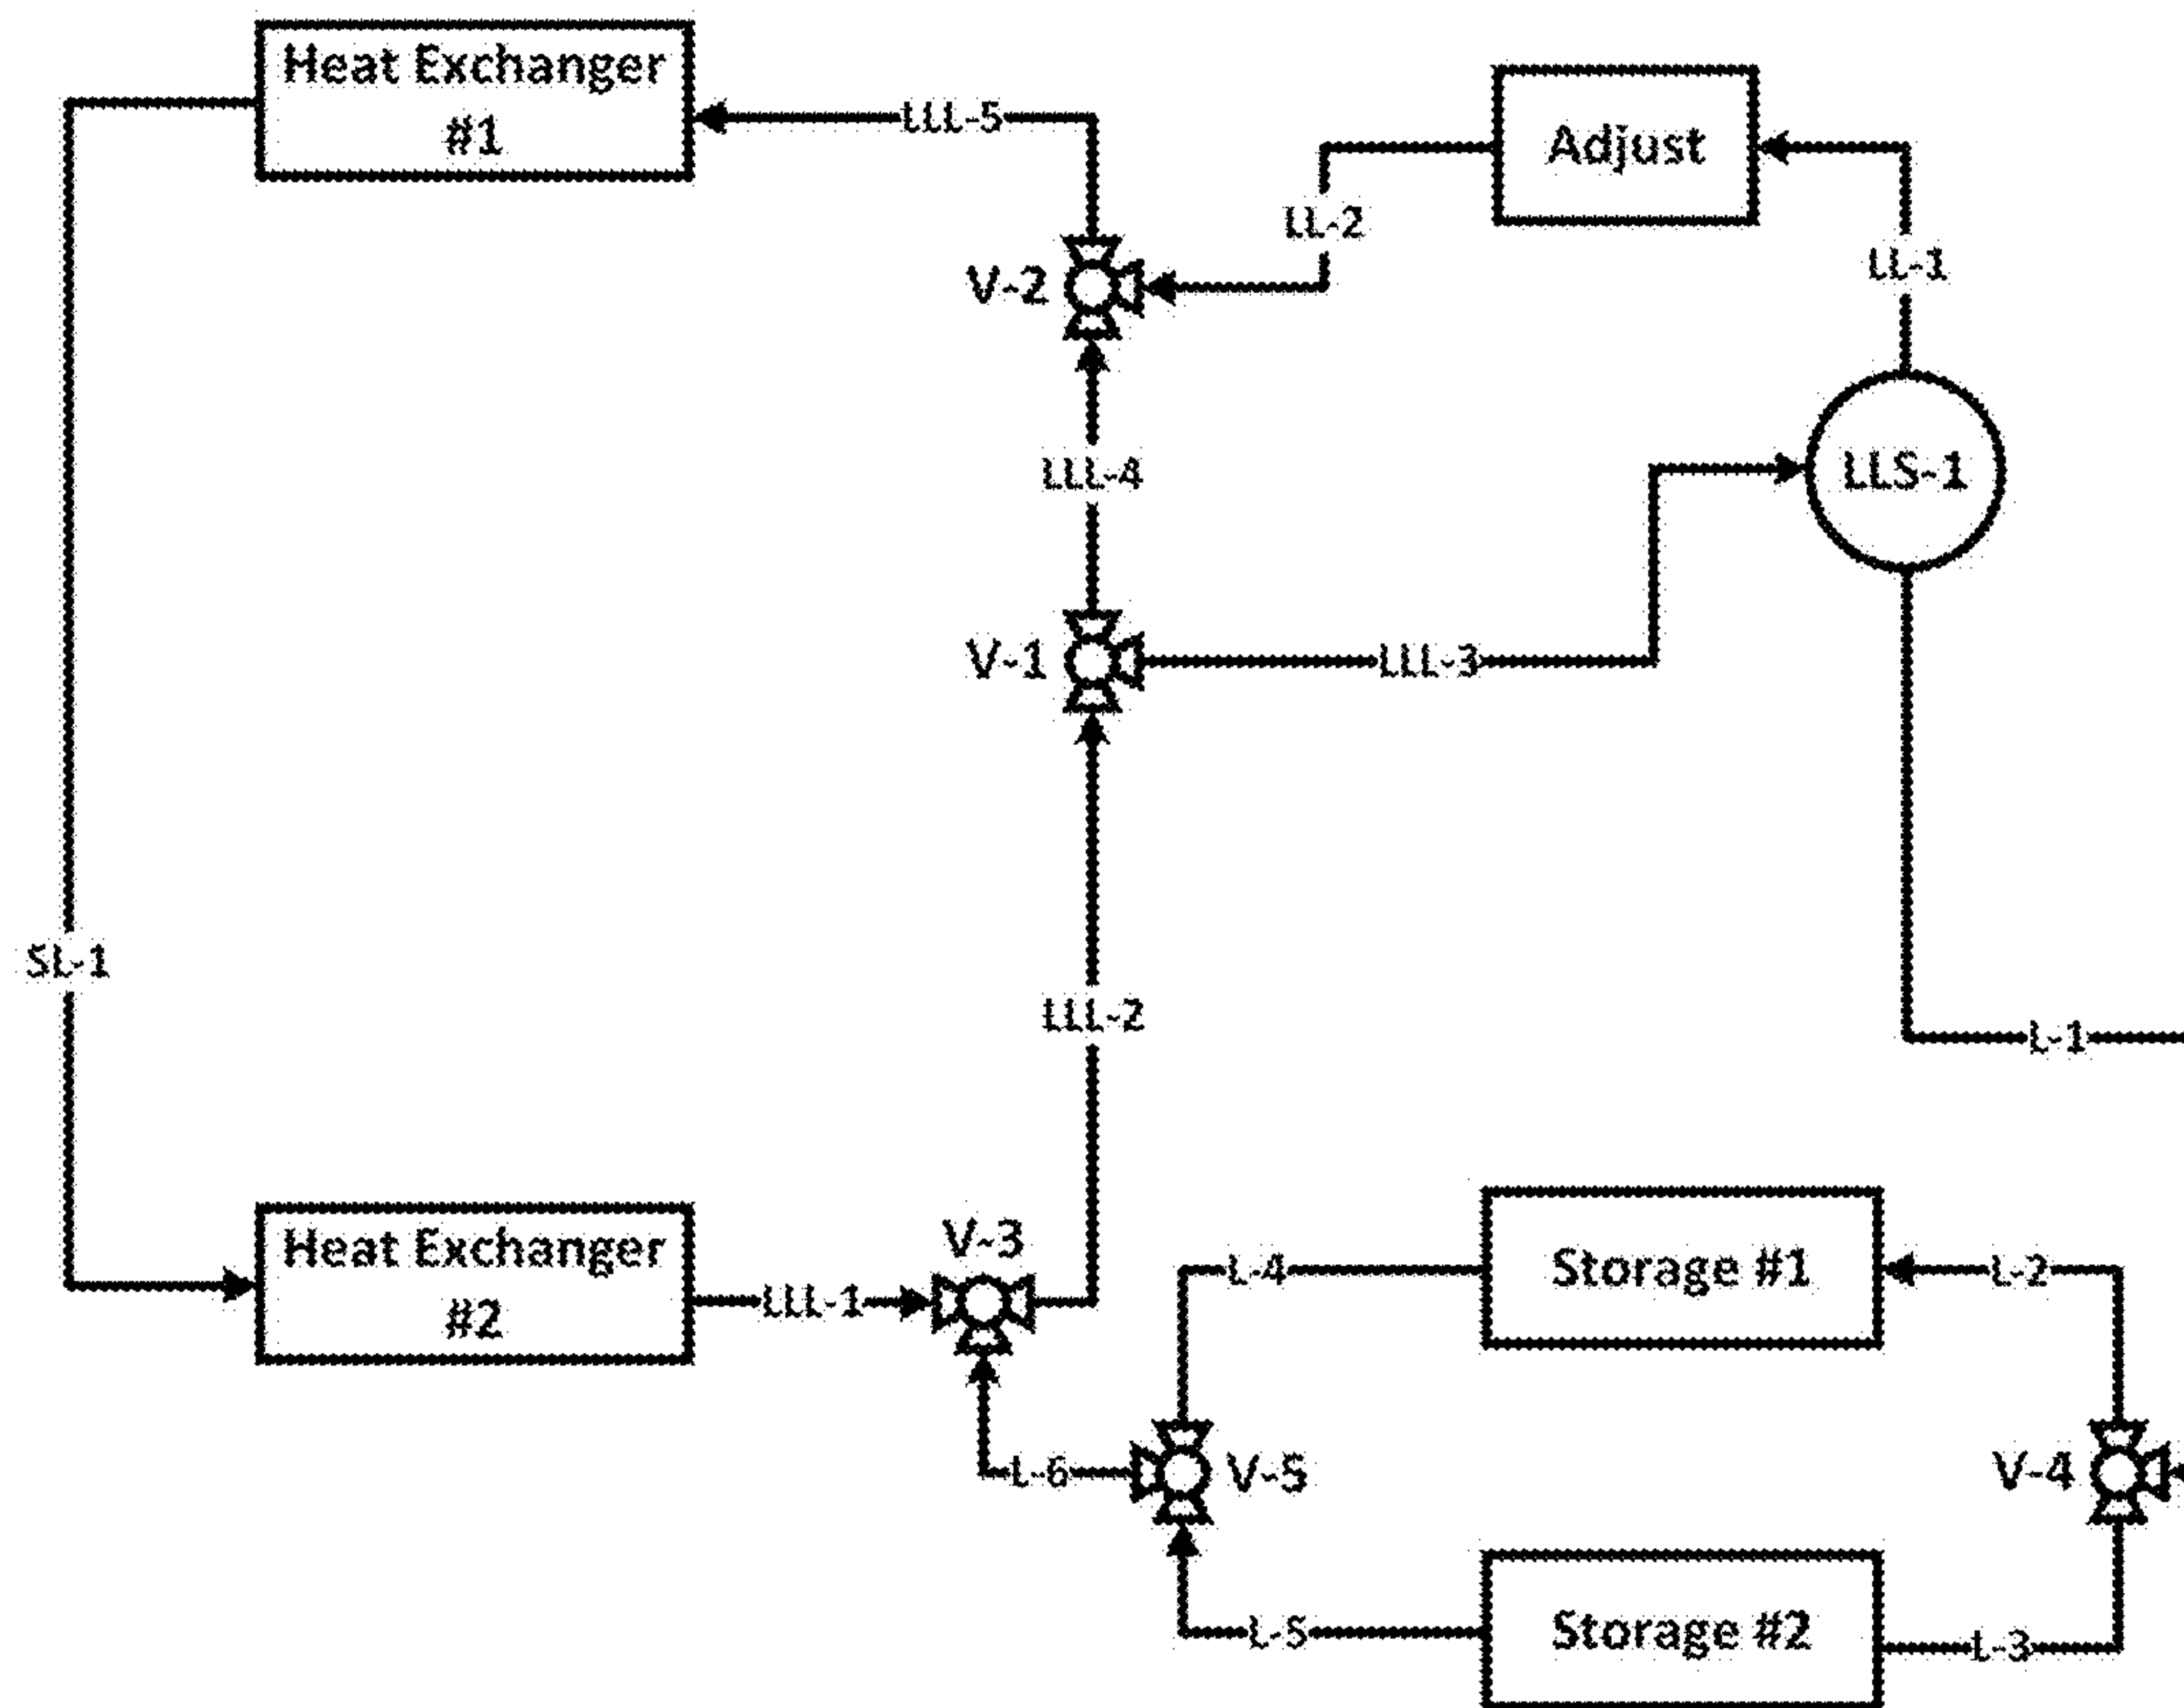 Heat Exchanger
#1
LLL-5
Adjust
LL-2
LL-1
V-2
LLL-4
LLS-1
V-1
LLL-3
SL-1
LLL-2
L-1
Heat Exchanger
#2
V-3
LLL-1
L-4
Storage #1
L-2
L-6
V-5
V-4
L-5
Storage #2
L-3